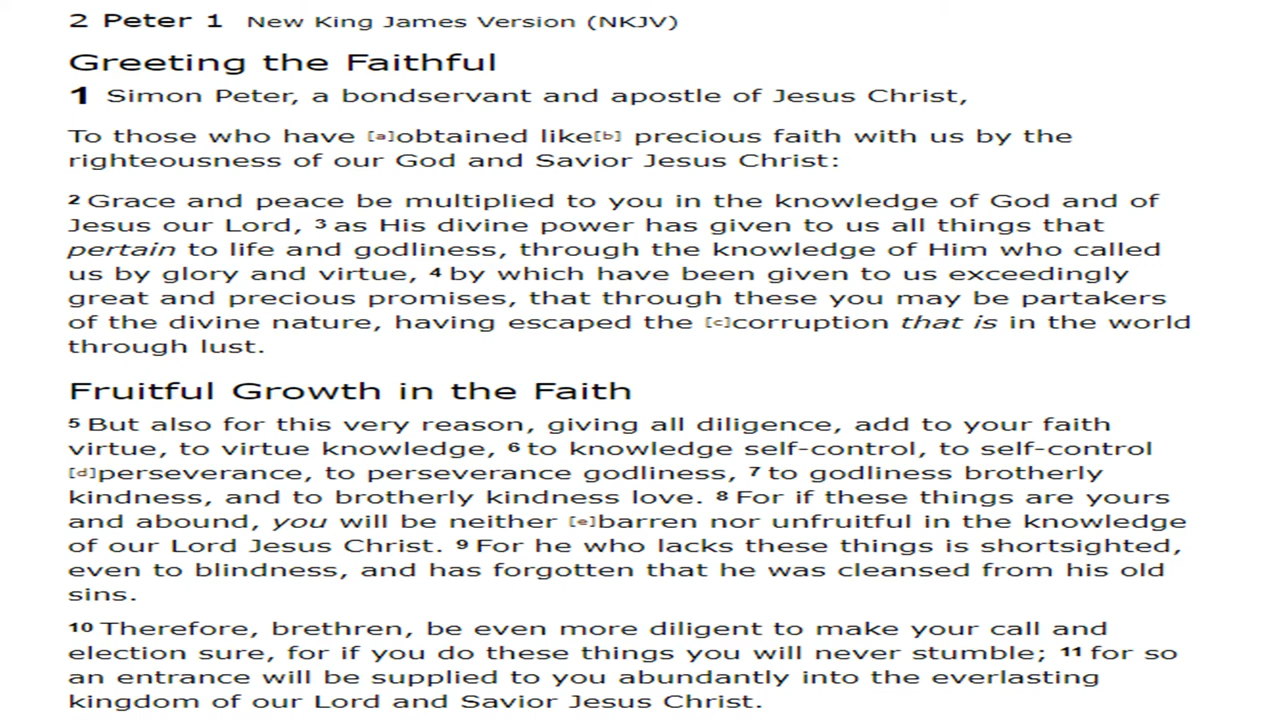 2 Peter 1 New King James Version (NKJV)
Greeting the Faithful
1 Simon Peter, a bondservant and apostle of Jesus Christ,
To those who have [a]obtained like[b] precious faith with us by the
righteousness of our God and Savior Jesus Christ:
2 Grace and peace be multiplied to you in the knowledge of God and of
Jesus our Lord, 3 as His divine power has given to us all things that
pertain to life and godliness, through the knowledge of Him who called
us by glory and virtue, 4 by which have been given to us exceedingly
great and precious promises, that through these you may be partakers
of the divine nature, having escaped the [c]corruption that is in the world
through lust.
Fruitful Growth in the Faith
5 But also for this very reason, giving all diligence, add to your faith
virtue, to virtue knowledge, 6 to knowledge self-control, to self-control
[d]perseverance, to perseverance godliness, 7 to godliness brotherly
kindness, and to brotherly kindness love. 8 For if these things are yours
and abound, you will be neither [e]barren nor unfruitful in the knowledge
of our Lord Jesus Christ. 9 For he who lacks these things is shortsighted,
even to blindness, and has forgotten that he was cleansed from his old
sins.
10 Therefore, brethren, be even more diligent to make your call and
election sure, for if you do these things you will never stumble; 11 for so
an entrance will be supplied to you abundantly into the everlasting
kingdom of our Lord and Savior Jesus Christ.